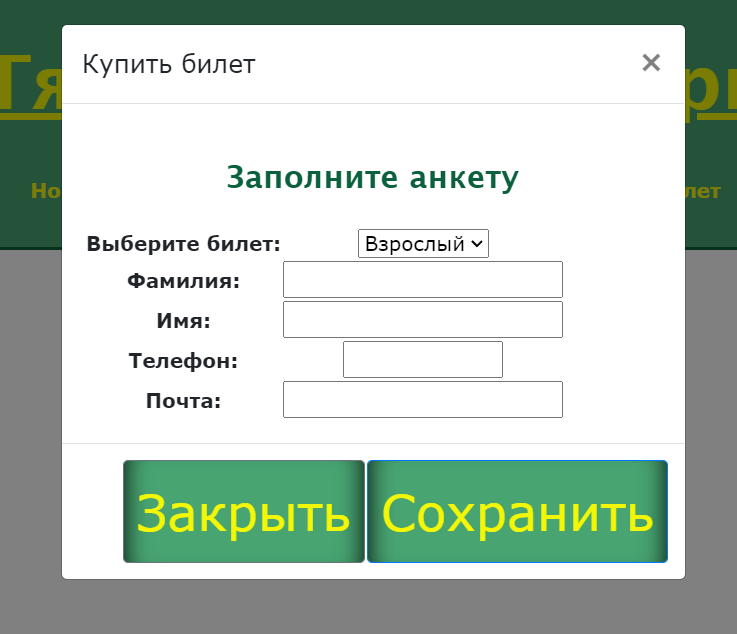 Купить билет
×
Заполните анкету
Выберите билет: Взрослый
Фамилия:
Имя:
Телефон:
Почта:
Закрыть Сохранить